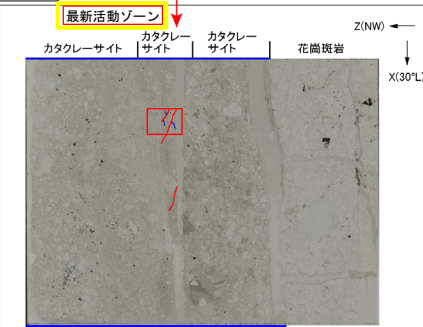 最新活動ゾーン
Z(NW)
カタクレーサイト
カタクレー
サイト
カタクレー
サイト
花崗斑岩
X(30°L)